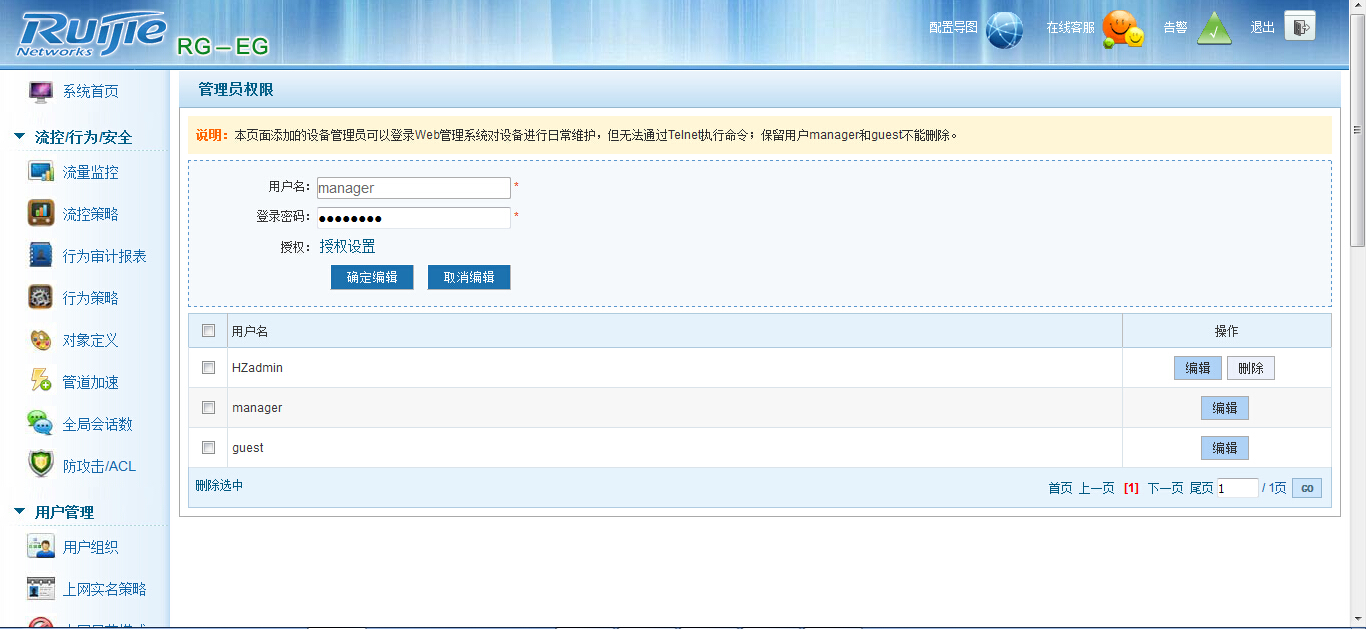 Ruijie
Networks
RG-EG
配置导图
在线客服
告警
退出
系统首页
流控/行为/安全
流量监控
流控策略
行为审计报表
行为策略
对象定义
管道加速
全局会话数
防攻击/ACL
用户管理
用户组织
上网实名策略
管理员权限
说明：本页面添加的设备管理员可以登录Web管理系统对设备进行日常维护，但无法通过Telnet执行命令；保留用户manager和guest不能删除。
用户名： manager *
登录密码： ●●●●●●●● *
授权： 授权设置
确定编辑 取消编辑
用户名 操作
HZadmin 编辑 删除
manager 编辑
guest 编辑
删除选中 首页 上一页 [1] 下一页 尾页 1 / 1页 GO